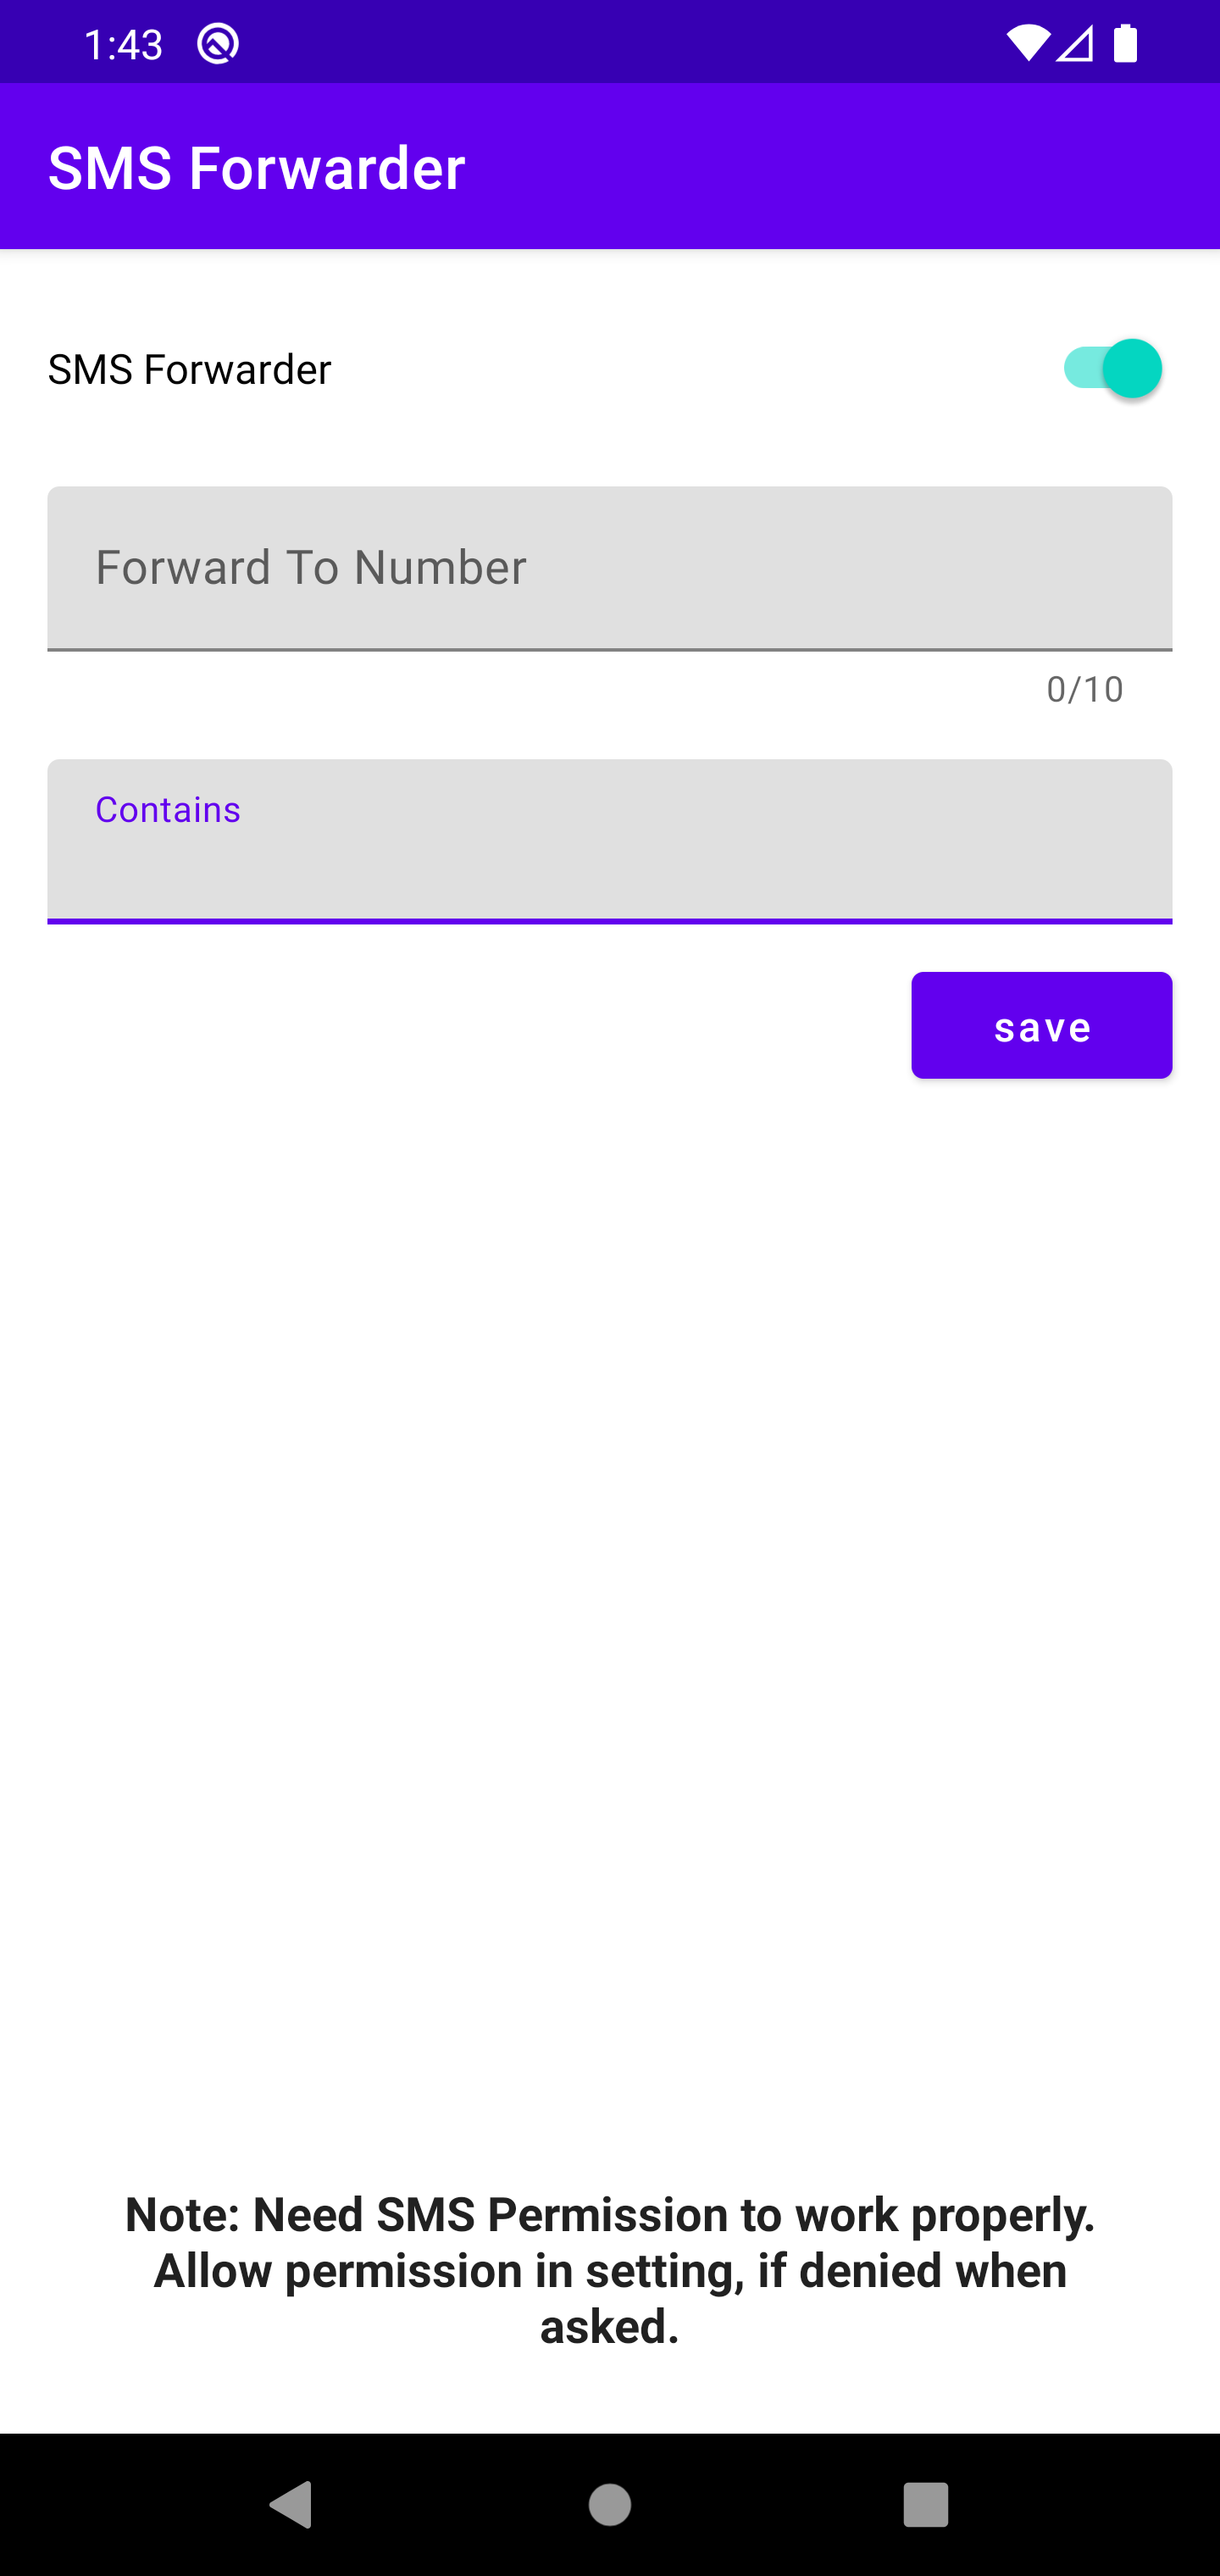 1:43
SMS Forwarder
SMS Forwarder
Forward To Number
0/10
Contains
save
Note: Need SMS Permission to work properly.
Allow permission in setting, if denied when
asked.